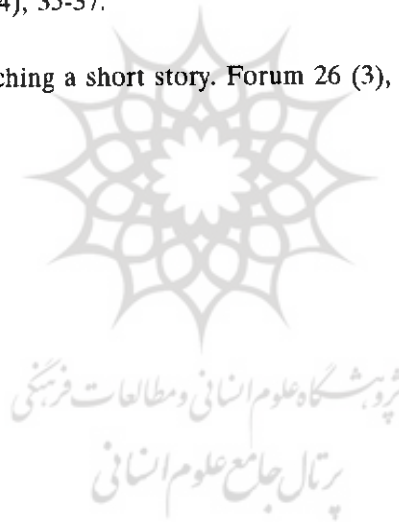 4), 35-37.
ching a short story. Forum 26 (3),
پژوهشگاه علوم انسانی و مطالعات فرهنگی
پرتال جامع علوم انسانی